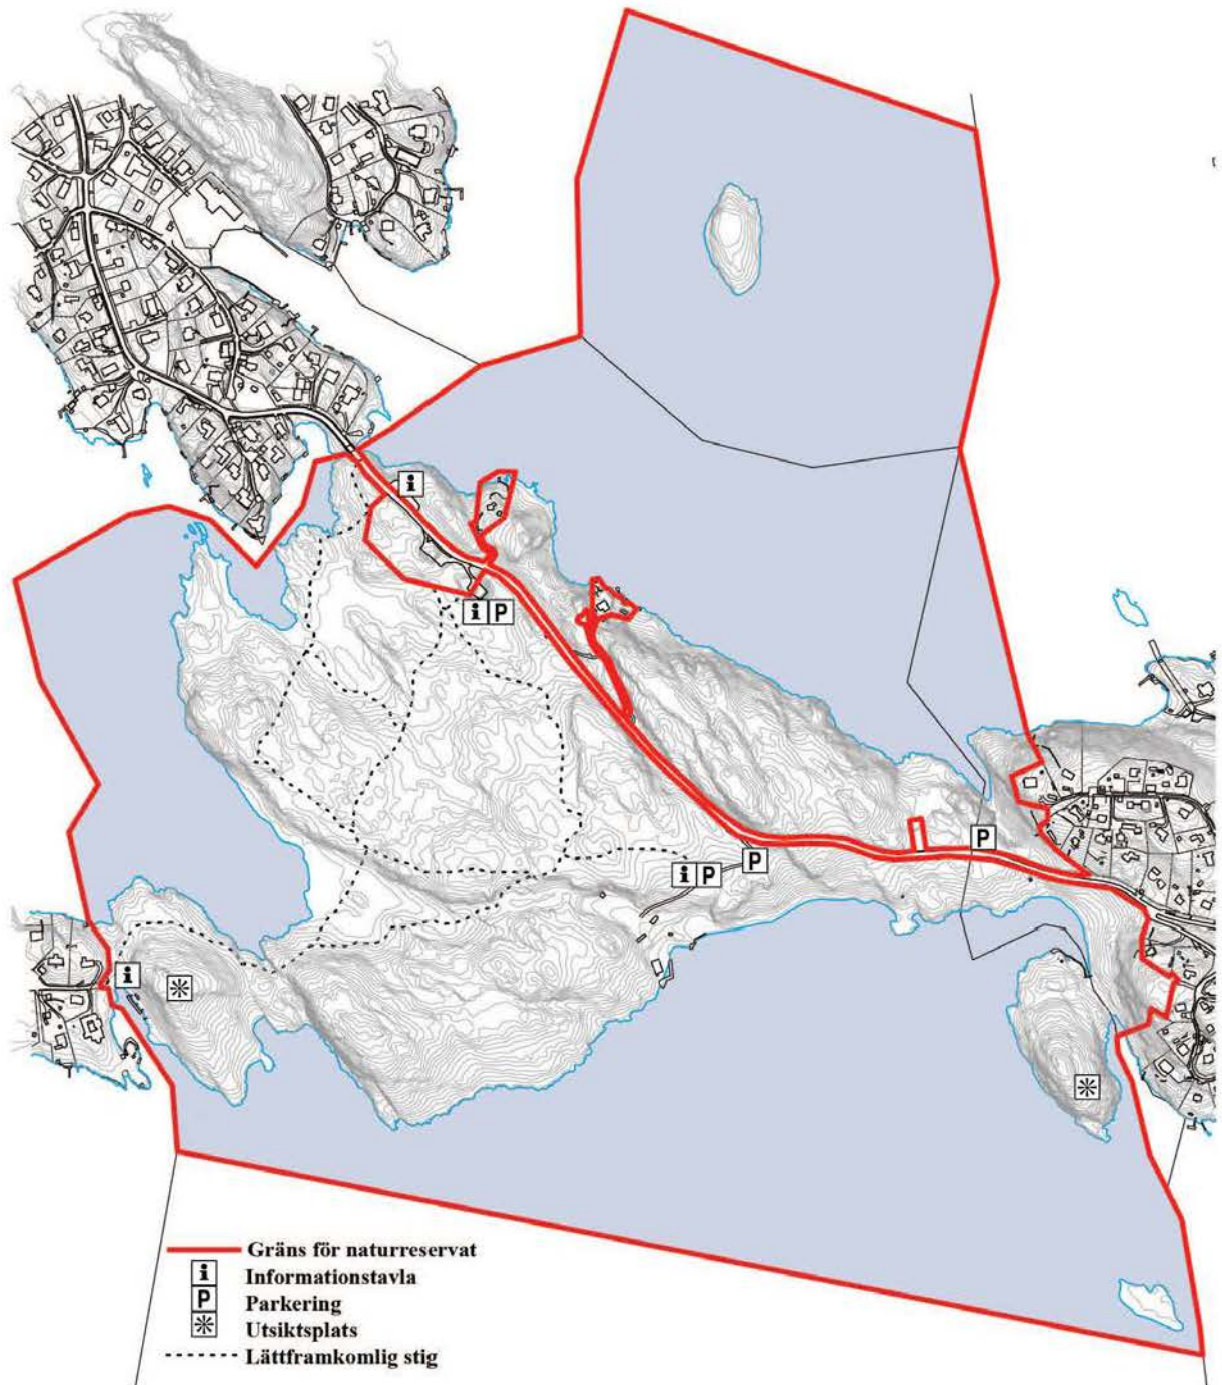 i
i P
P
P
i P
i
Gräns för naturreservat
i Informationstavla
P Parkering
Utsiktsplats
Lättframkomlig stig